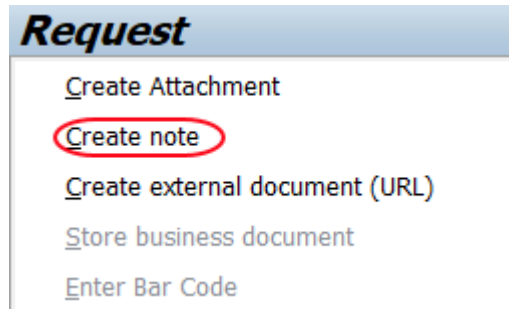 Request
Create Attachment
Create note
Create external document (URL)
Store business document
Enter Bar Code